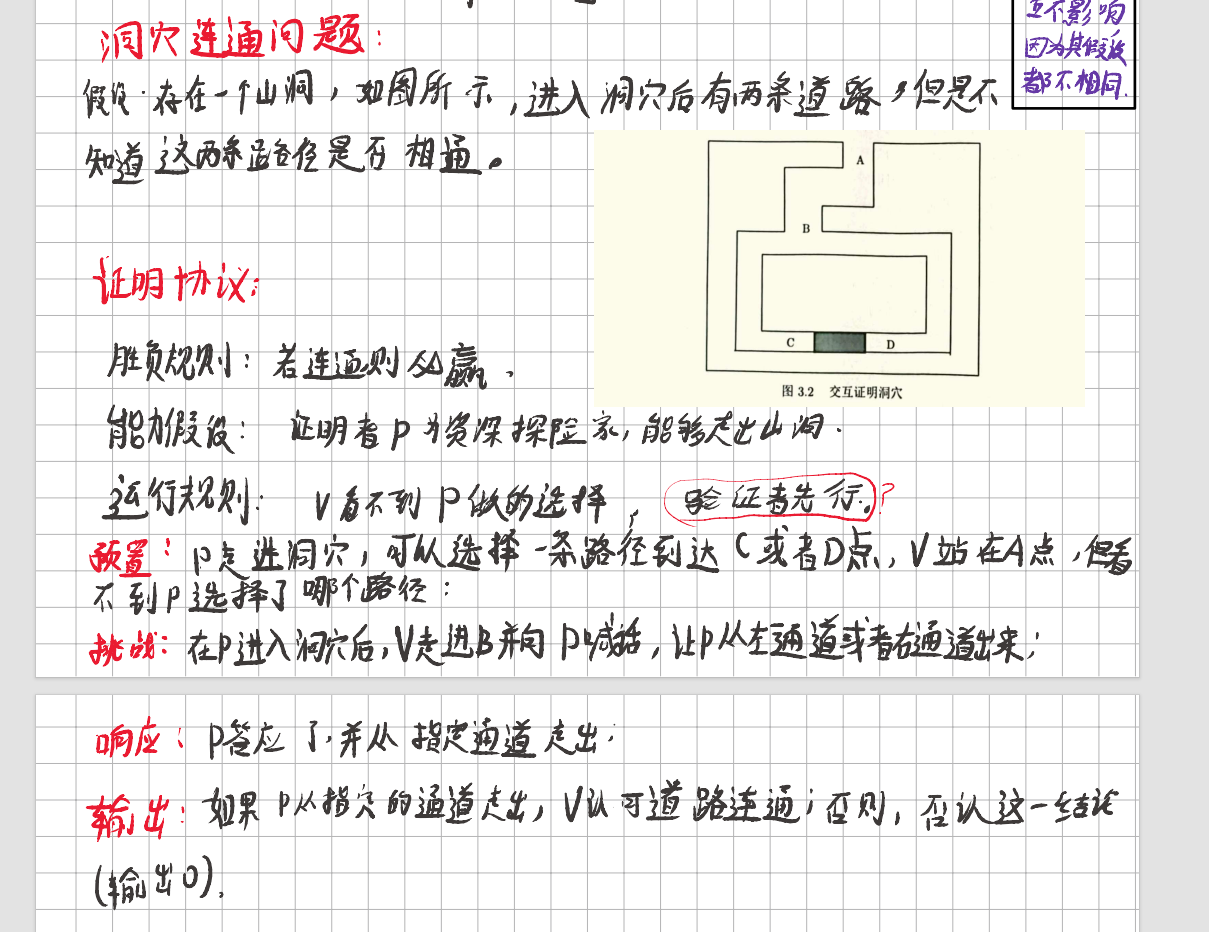 互不影响
因为其假设
都不相同.
洞穴连通问题:
假设.存在一个山洞,如图所示,进入洞穴后有两条道路,但是不
知道这两条路径是否相通。
A
B
C
D
图 3.2 交互证明洞穴
证明协议:
胜负规则: 若连通则 赢.
能力假设: 证明者P为资深探险家,能够走出山洞.
运行规则: V看不到P做的选择, 验证者先行.?
预置: P走进洞穴,可以选择一条路径到达C或者D点,V站在A点,但看
不到P选择了哪个路径:
挑战: 在P进入洞穴后,V走进B并向P喊话,让P从左通道或者右通道出来;
响应: P答应了,并从指定通道走出;
输出: 如果P从指定的通道走出,V认可道路连通;否则,否认这一结论
(输出0).